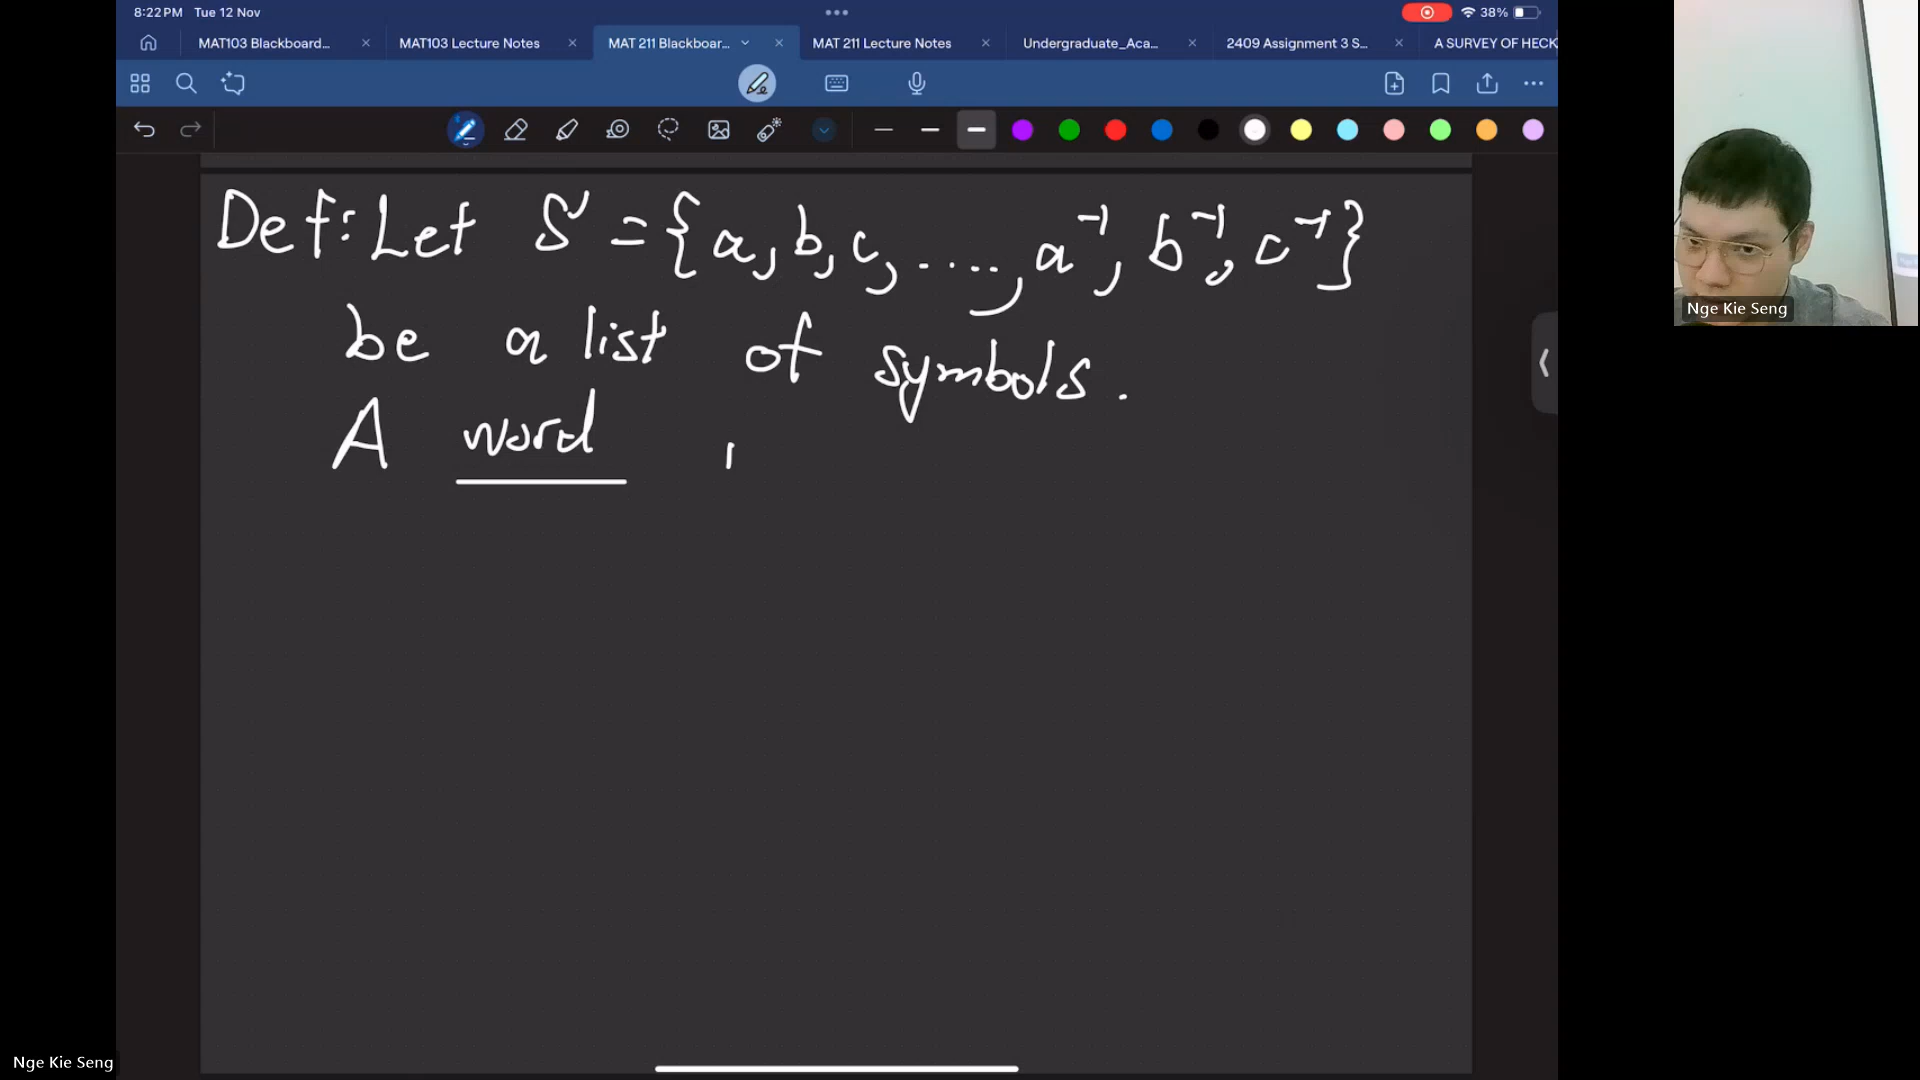 8:22 PM Tue 12 Nov
38%
MAT103 Blackboard...
MAT103 Lecture Notes
MAT 211 Blackboar...
MAT 211 Lecture Notes
Undergraduate_Aca...
2409 Assignment 3 S...
A SURVEY OF HECK
Def: Let S = {a, b, c, ...., a⁻¹, b⁻¹, c⁻¹}
be a list of symbols.
A word
Nge Kie Seng
Nge Kie Seng